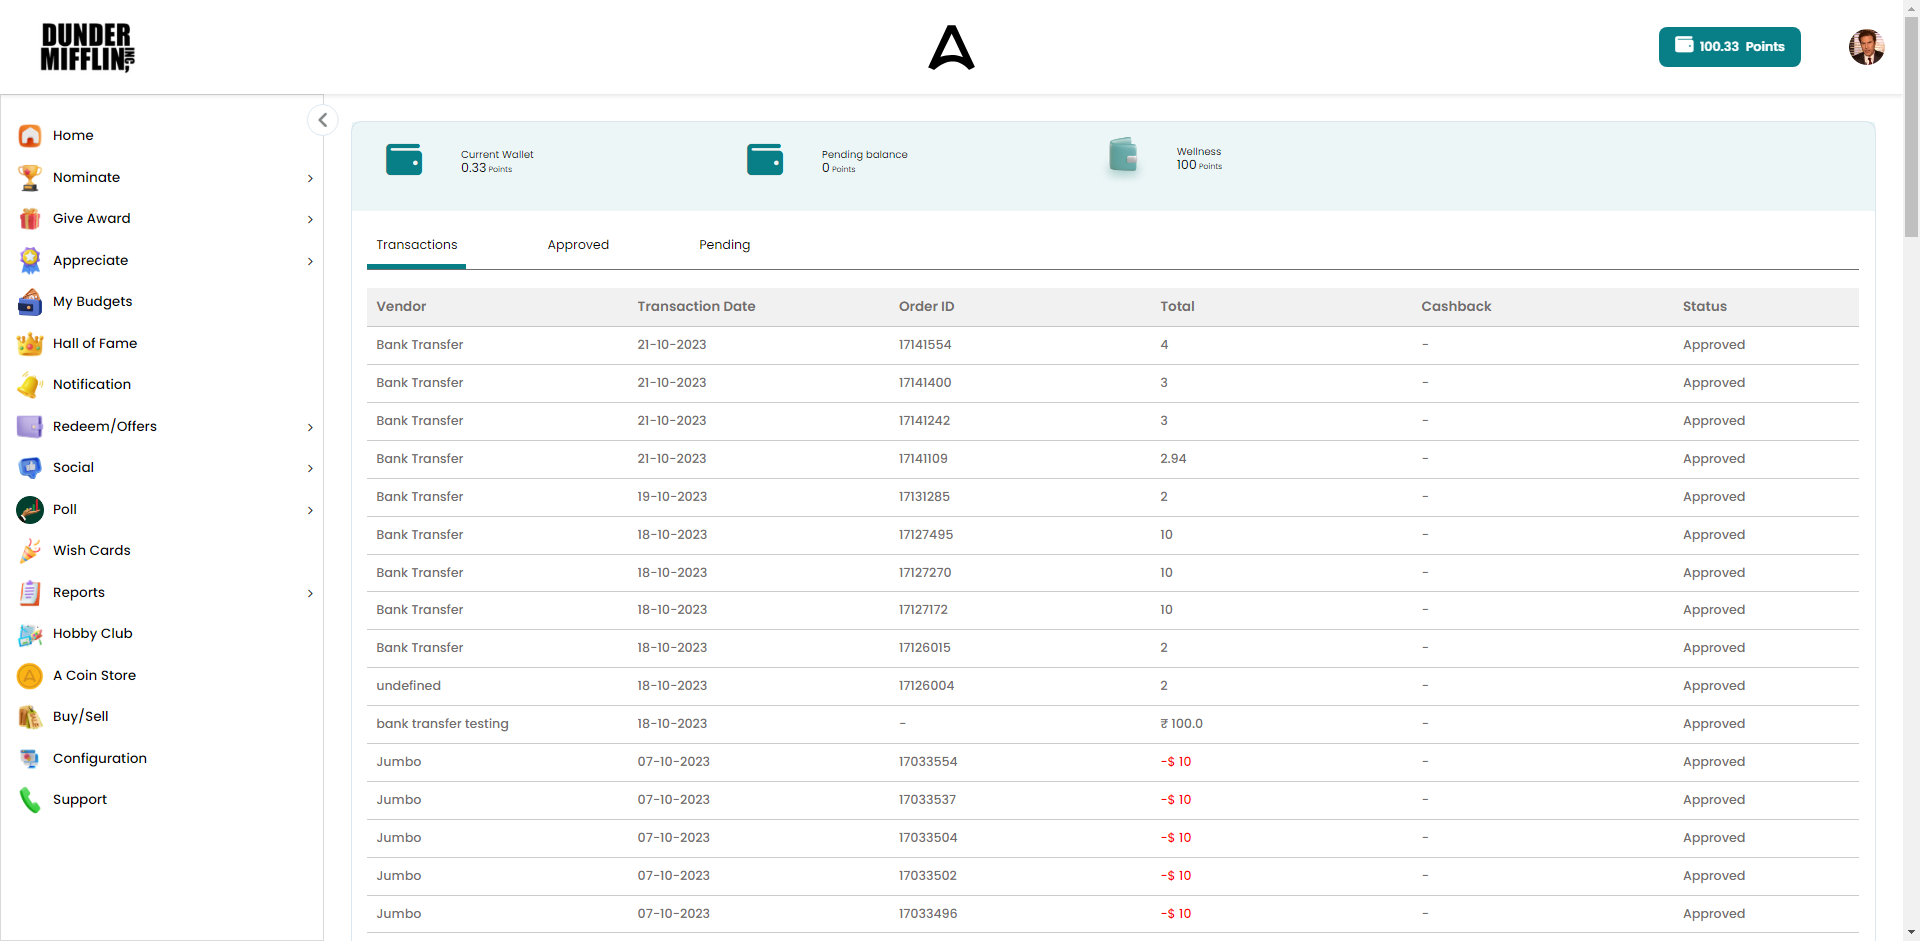 DUNDER
MIFFLIN INC,
100.33 Points
Home
Nominate
Give Award
Appreciate
My Budgets
Hall of Fame
Notification
Redeem/Offers
Social
Poll
Wish Cards
Reports
Hobby Club
A Coin Store
Buy/Sell
Configuration
Support
Current Wallet
0.33 Points
Pending balance
0 Points
Wellness
100 Points
Transactions Approved Pending
Vendor Transaction Date Order ID Total Cashback Status
Bank Transfer 21-10-2023 17141554 4 - Approved
Bank Transfer 21-10-2023 17141400 3 - Approved
Bank Transfer 21-10-2023 17141242 3 - Approved
Bank Transfer 21-10-2023 17141109 2.94 - Approved
Bank Transfer 19-10-2023 17131285 2 - Approved
Bank Transfer 18-10-2023 17127495 10 - Approved
Bank Transfer 18-10-2023 17127270 10 - Approved
Bank Transfer 18-10-2023 17127172 10 - Approved
Bank Transfer 18-10-2023 17126015 2 - Approved
undefined 18-10-2023 17126004 2 - Approved
bank transfer testing 18-10-2023 - ₹ 100.0 - Approved
Jumbo 07-10-2023 17033554 -$ 10 - Approved
Jumbo 07-10-2023 17033537 -$ 10 - Approved
Jumbo 07-10-2023 17033504 -$ 10 - Approved
Jumbo 07-10-2023 17033502 -$ 10 - Approved
Jumbo 07-10-2023 17033496 -$ 10 - Approved